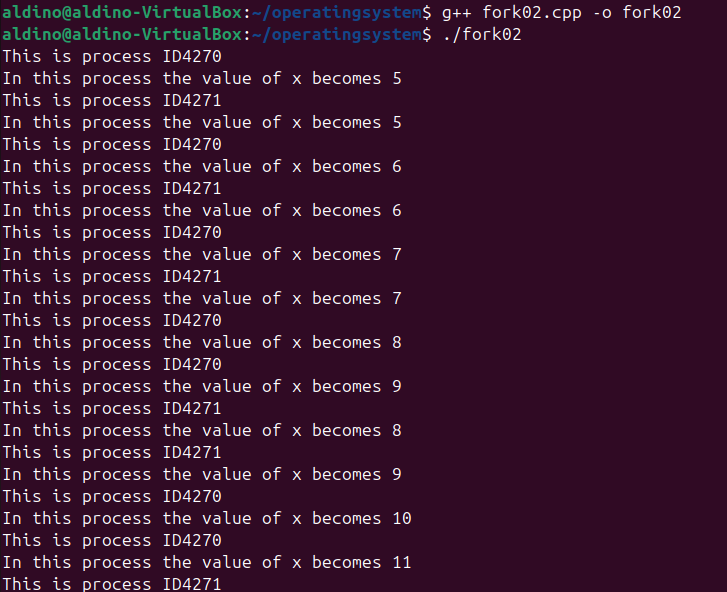 aldino@aldino-VirtualBox:~/operatingsystem$ g++ fork02.cpp -o fork02
aldino@aldino-VirtualBox:~/operatingsystem$ ./fork02
This is process ID4270
In this process the value of x becomes 5
This is process ID4271
In this process the value of x becomes 5
This is process ID4270
In this process the value of x becomes 6
This is process ID4271
In this process the value of x becomes 6
This is process ID4270
In this process the value of x becomes 7
This is process ID4271
In this process the value of x becomes 7
This is process ID4270
In this process the value of x becomes 8
This is process ID4270
In this process the value of x becomes 9
This is process ID4271
In this process the value of x becomes 8
This is process ID4271
In this process the value of x becomes 9
This is process ID4270
In this process the value of x becomes 10
This is process ID4270
In this process the value of x becomes 11
This is process ID4271